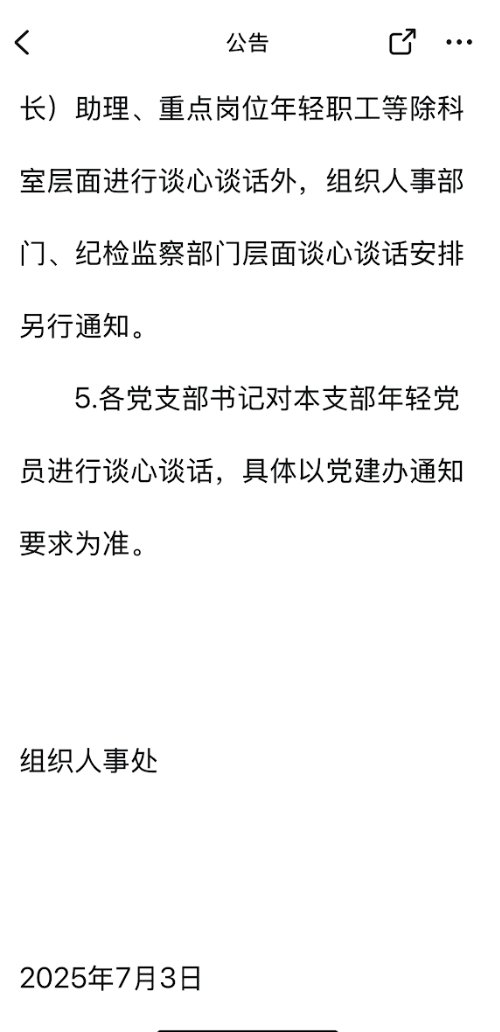 公告
长）助理、重点岗位年轻职工等除科
室层面进行谈心谈话外，组织人事部
门、纪检监察部门层面谈心谈话安排
另行通知。
5.各党支部书记对本支部年轻党
员进行谈心谈话，具体以党建办通知
要求为准。
组织人事处
2025年7月3日